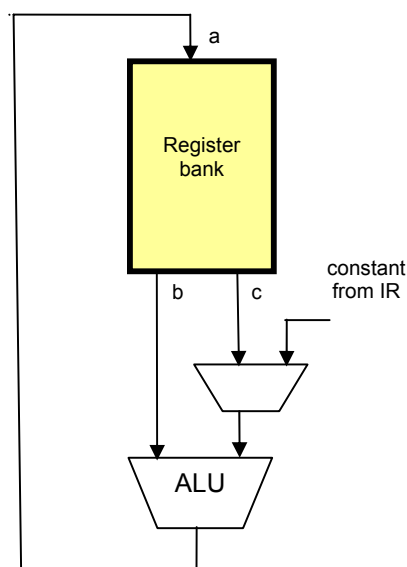 a
Register
bank
b
c
constant
from IR
ALU